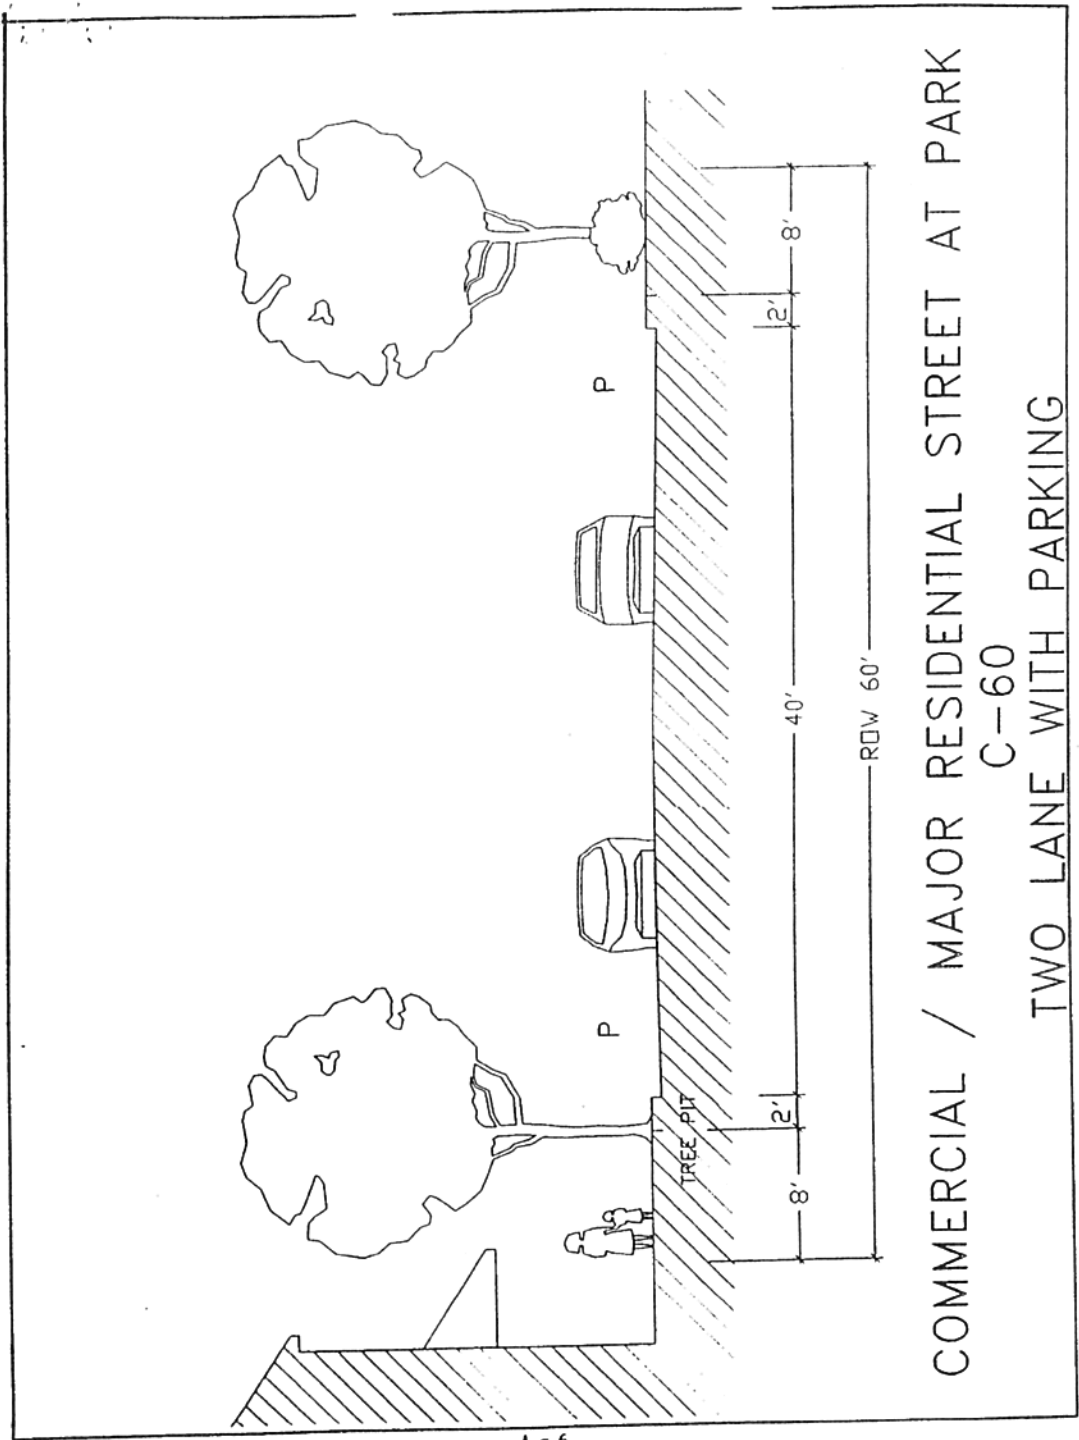 P
P
TREE PIT
8'
2'
40'
2'
8'
ROW 60'
COMMERCIAL / MAJOR RESIDENTIAL STREET AT PARK
C-60
TWO LANE WITH PARKING